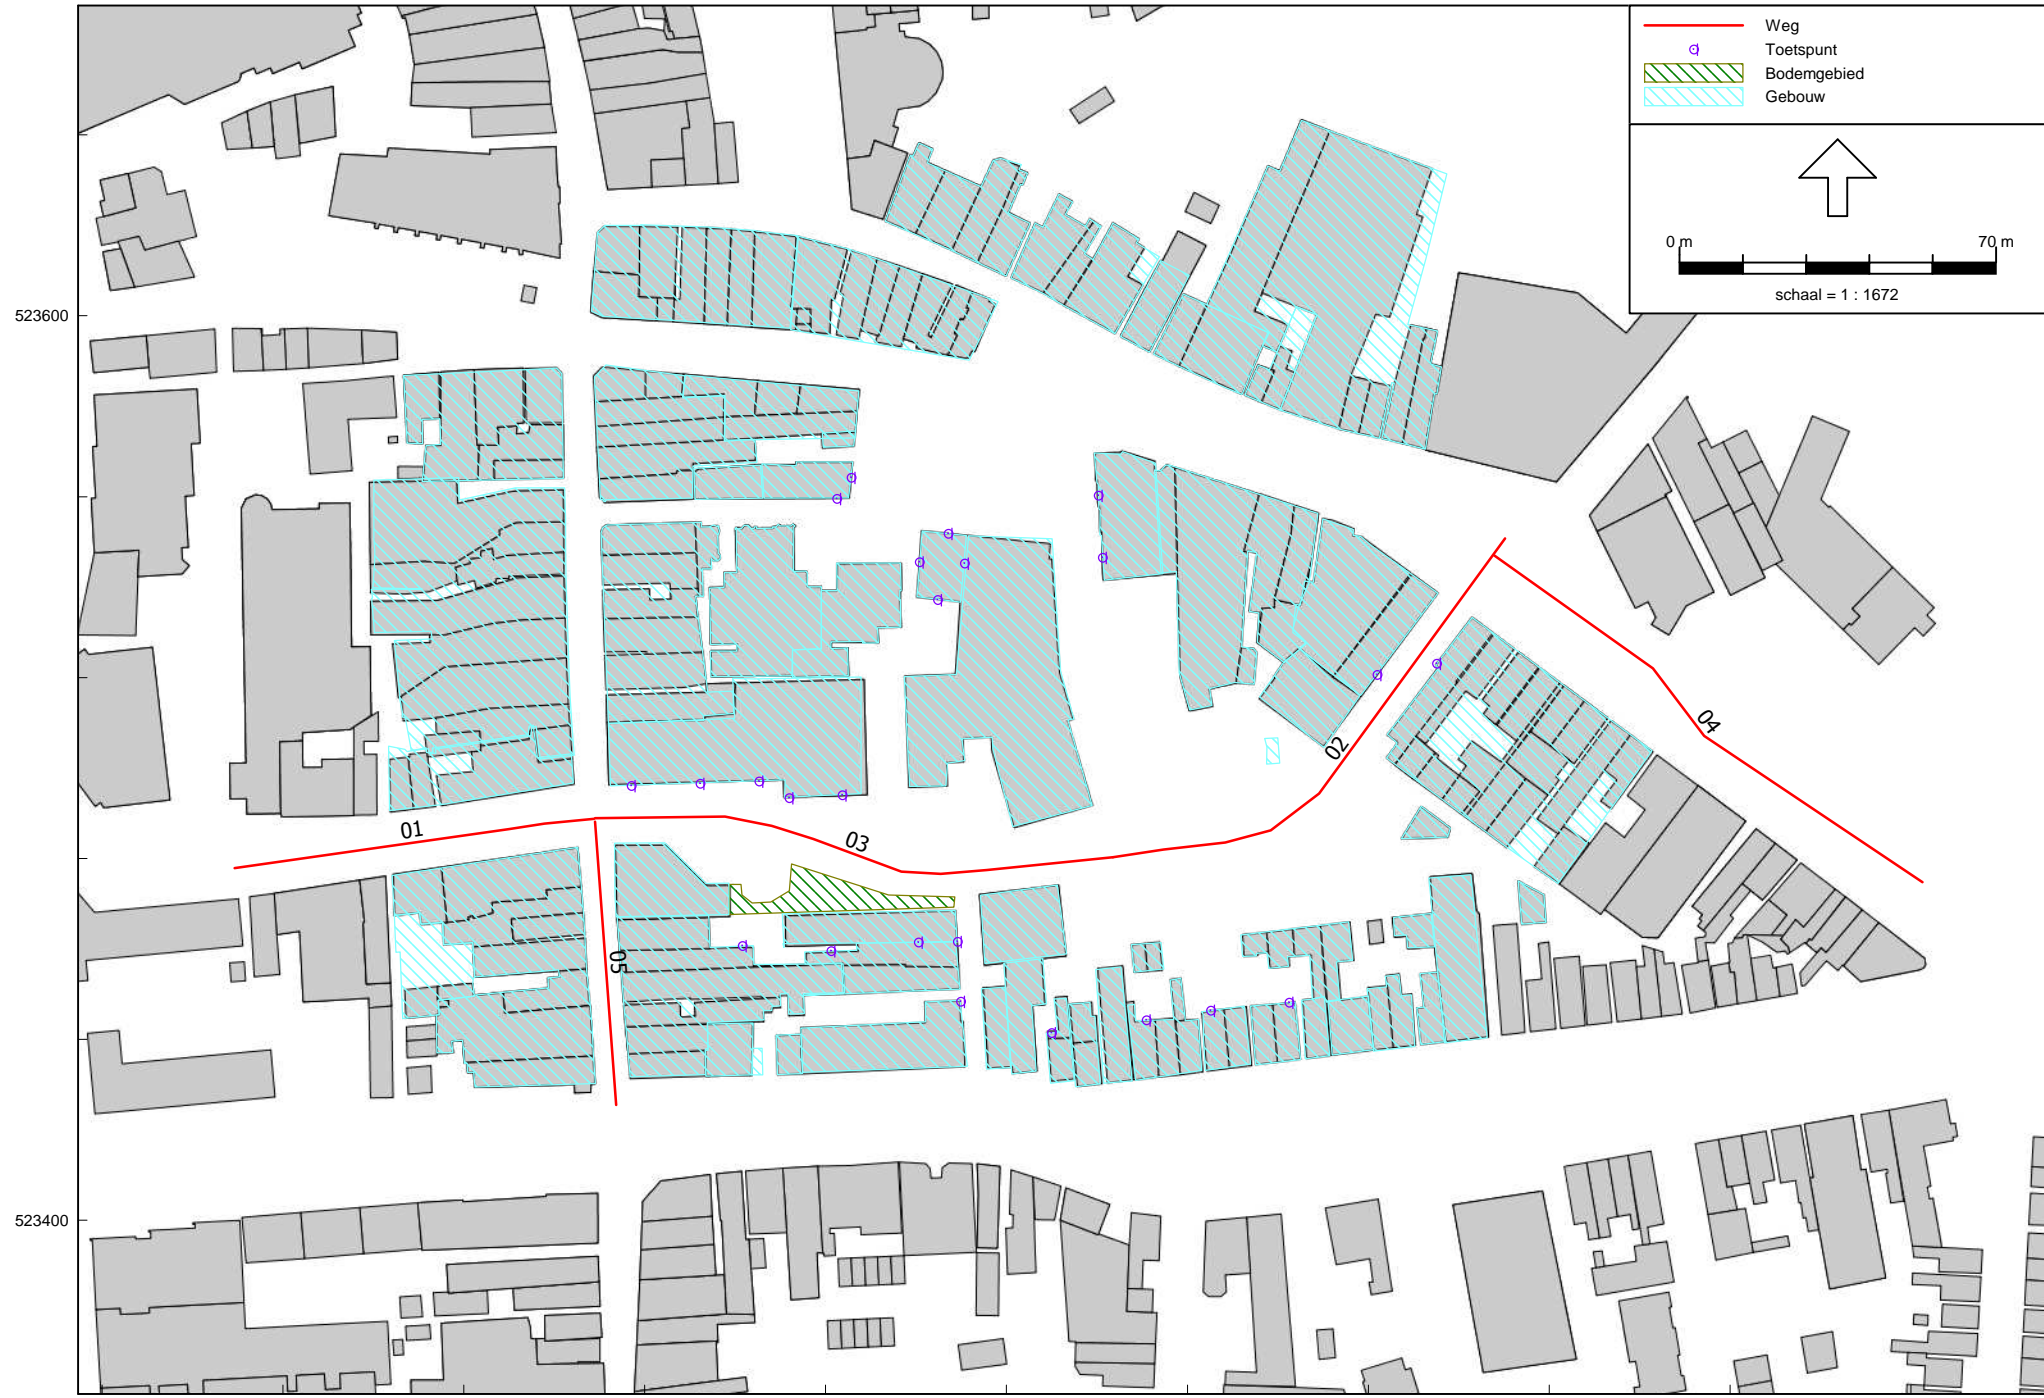 Weg
Toetspunt
Bodemgebied
Gebouw
0 m 70 m
schaal = 1 : 1672
523600
04
02
01
03
05
523400